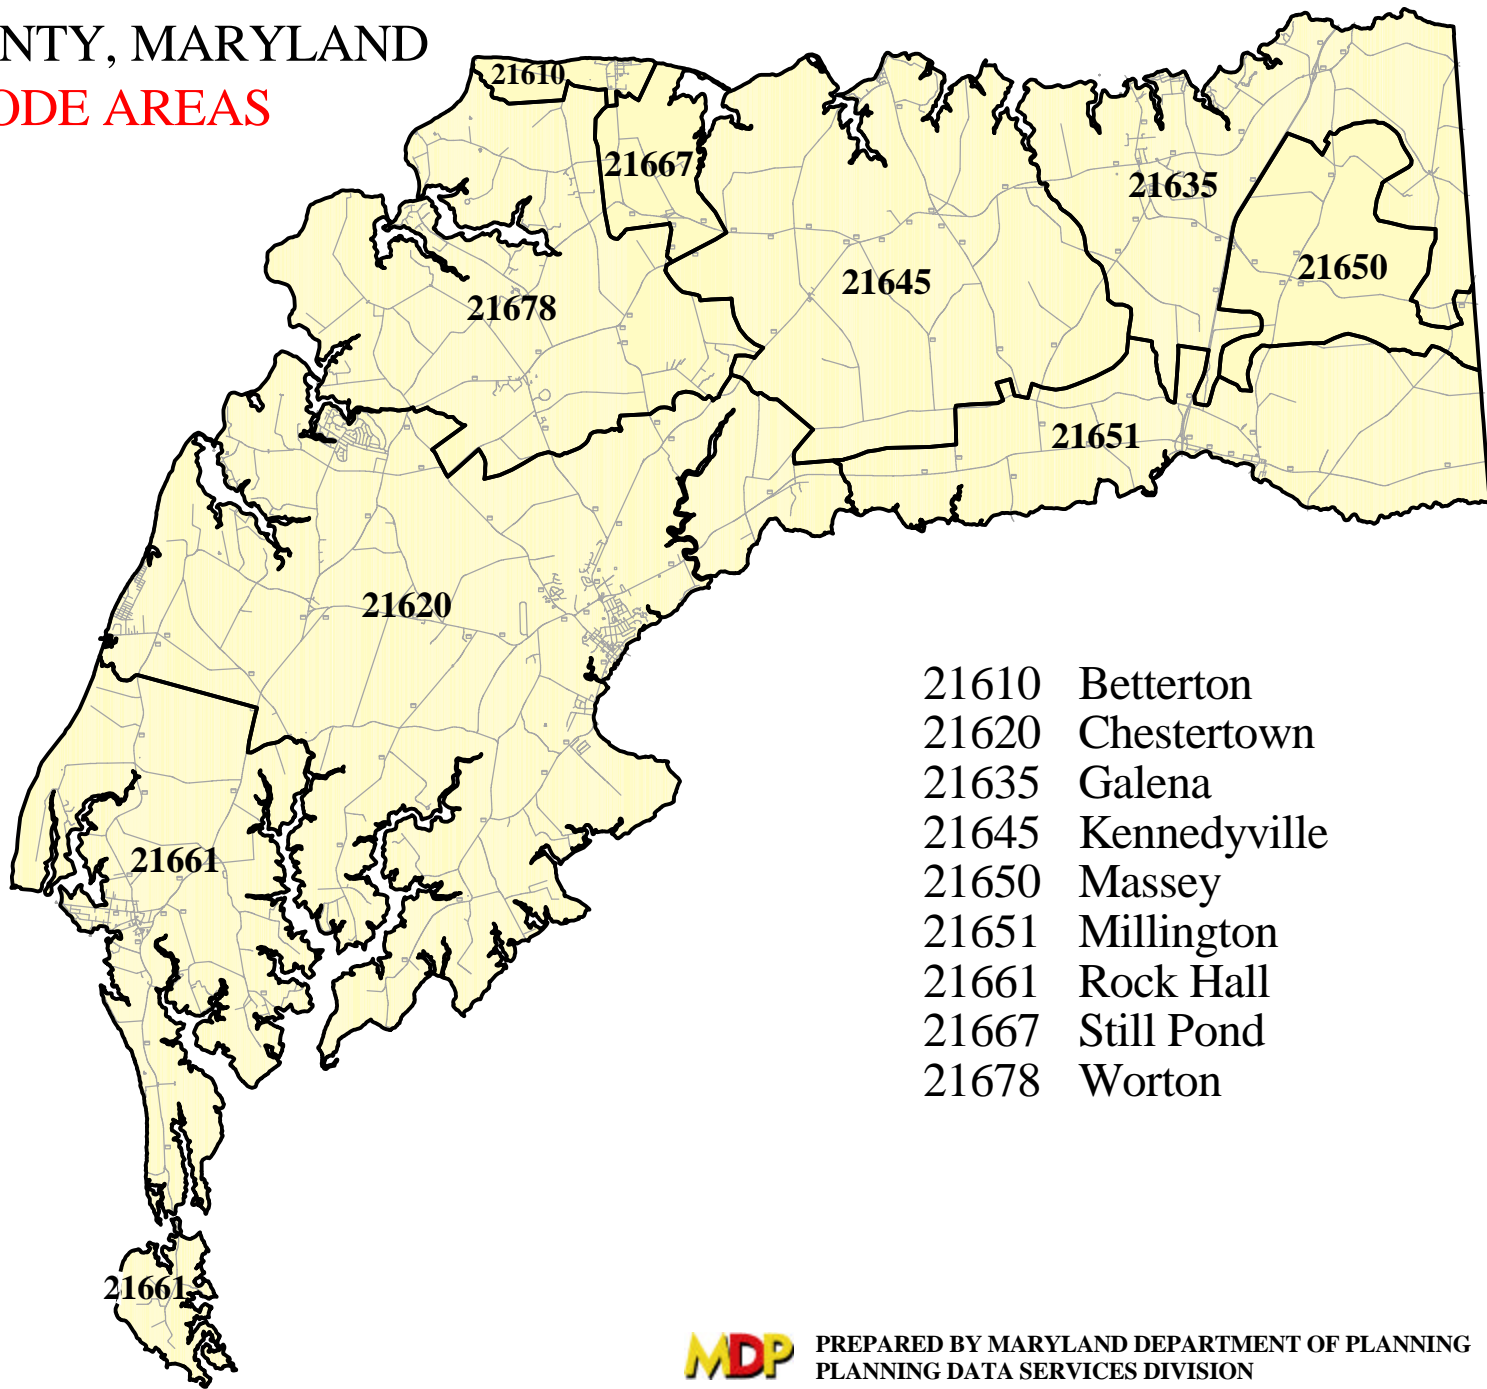 NTY, MARYLAND
ODE AREAS
21610
21667
21635
21650
21645
21678
21651
21620
21661
21661
21610 Betterton
21620 Chestertown
21635 Galena
21645 Kennedyville
21650 Massey
21651 Millington
21661 Rock Hall
21667 Still Pond
21678 Worton
MDP
PREPARED BY MARYLAND DEPARTMENT OF PLANNING
PLANNING DATA SERVICES DIVISION